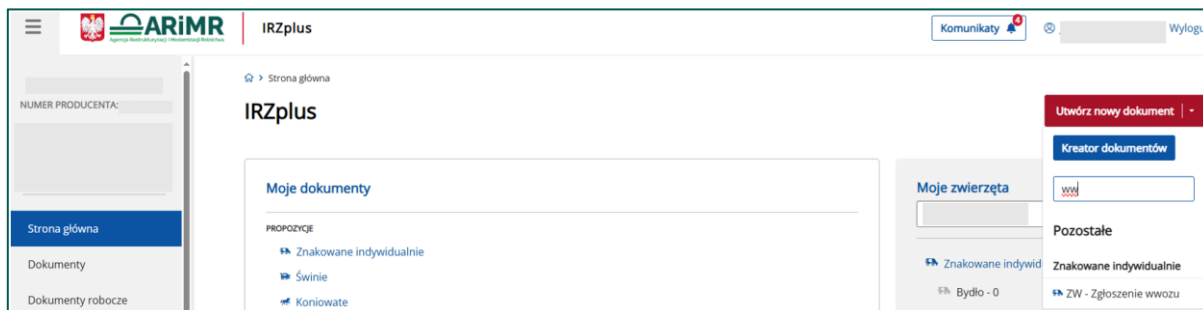 ARiMR
Agencja Restrukturyzacji i Modernizacji Rolnictwa
IRZplus
Komunikaty 4
Wylogu
NUMER PRODUCENTA:
Strona główna
Dokumenty
Dokumenty robocze
Strona główna
IRZplus
Moje dokumenty
PROPOZYCJE
Znakowane indywidualnie
Świnie
Koniowate
Moje zwierzęta
Znakowane indywid
Bydło - 0
Utwórz nowy dokument
Kreator dokumentów
ww
Pozostałe
Znakowane indywidualnie
ZW - Zgłoszenie wwozu